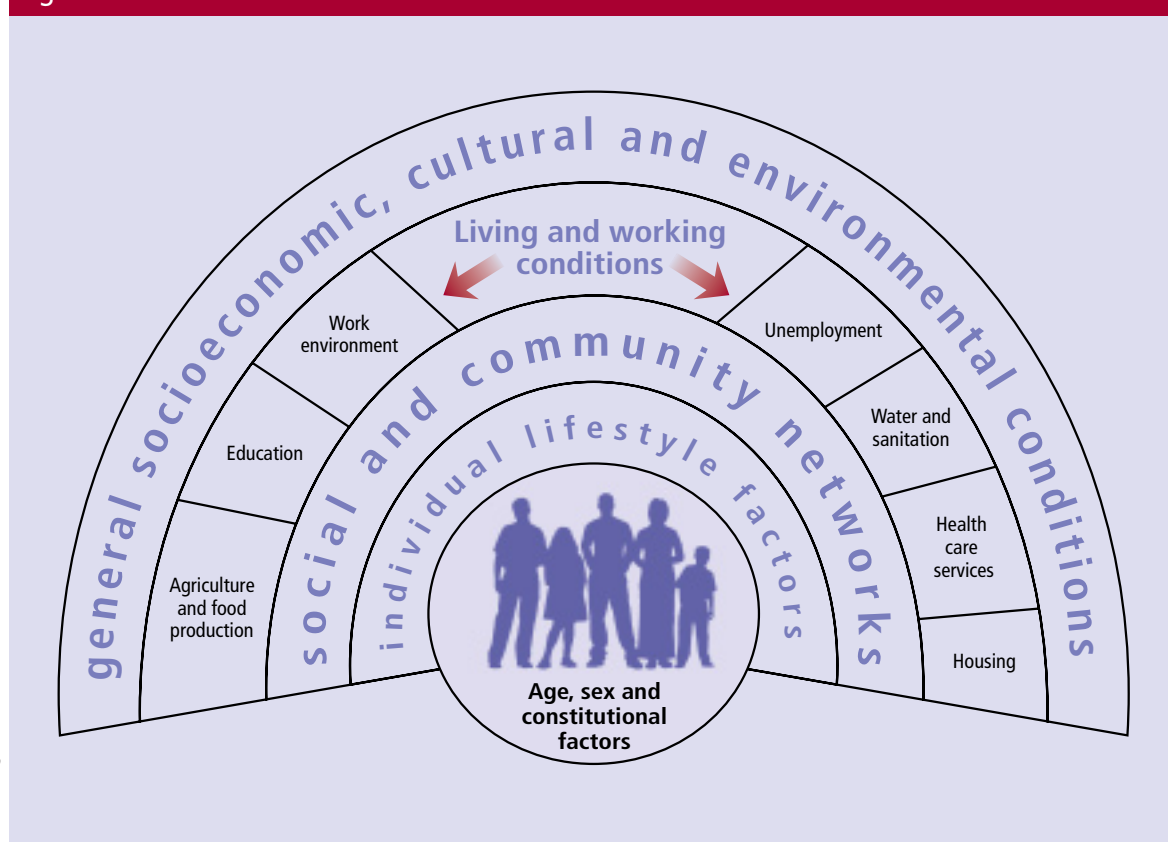 general socioeconomic, cultural and environmental conditions
Living and working
conditions
Work
environment
Unemployment
Education
Water and
sanitation
Agriculture
and food
production
Health
care
services
Housing
social and community networks
individual lifestyle factors
Age, sex and
constitutional
factors